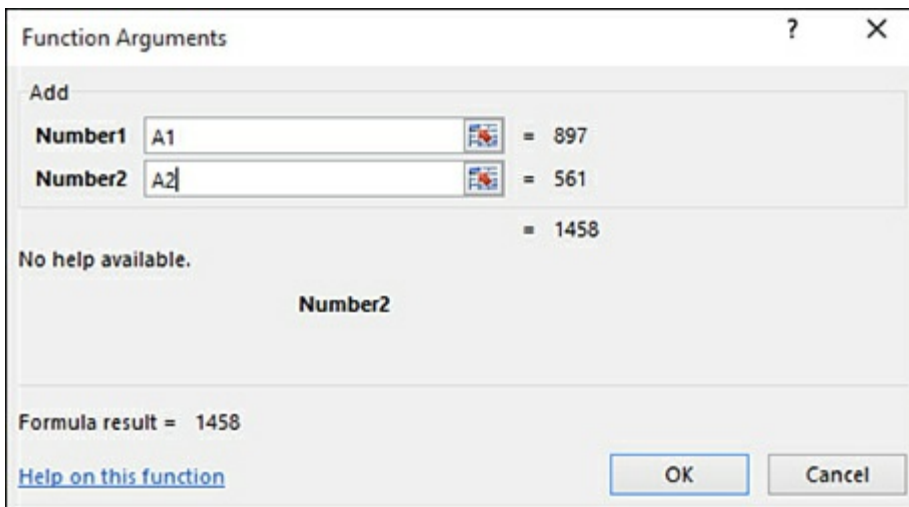 Function Arguments ? X
Add
Number1 A1 = 897
Number2 A2 = 561
= 1458
No help available.
Number2
Formula result = 1458
Help on this function OK Cancel